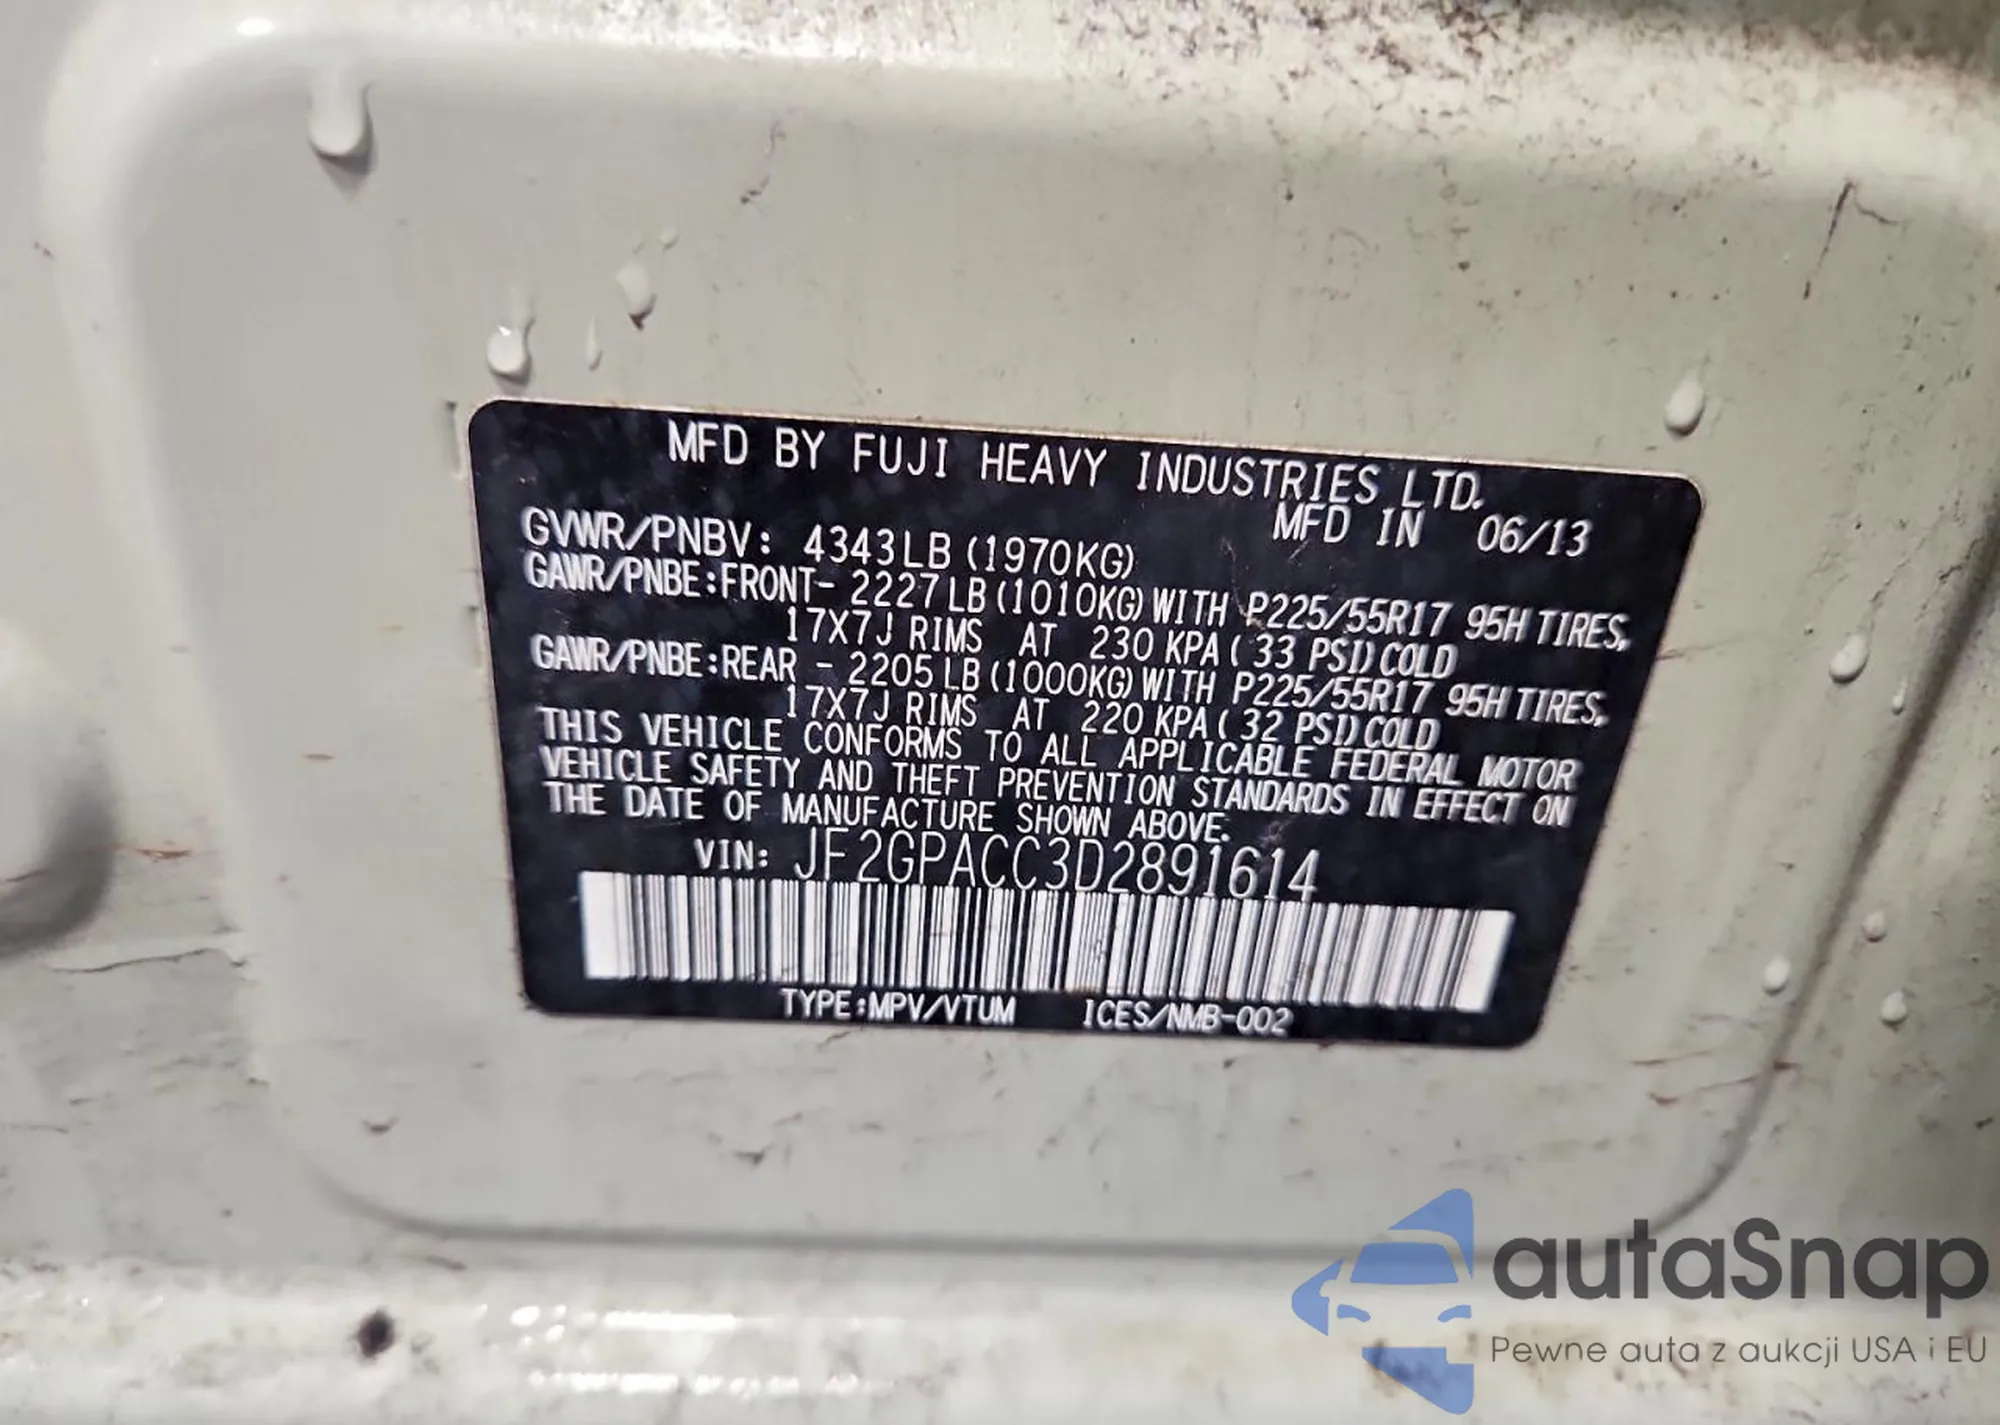 MFD BY FUJI HEAVY INDUSTRIES LTD.
MFD IN 06/13
GVWR/PNBV: 4343LB (1970KG)
GAWR/PNBE:FRONT- 2227LB (1010KG) WITH P225/55R17 95H TIRES,
17X7J RIMS AT 230 KPA ( 33 PSI) COLD
GAWR/PNBE:REAR - 2205LB (1000KG) WITH P225/55R17 95H TIRES,
17X7J RIMS AT 220 KPA ( 32 PSI) COLD
THIS VEHICLE CONFORMS TO ALL APPLICABLE FEDERAL MOTOR
VEHICLE SAFETY AND THEFT PREVENTION STANDARDS IN EFFECT ON
THE DATE OF MANUFACTURE SHOWN ABOVE.
VIN: JF2GPACC3D2891614
TYPE:MPV/VTUM ICES/NMB-002
autaSnap
Pewne auta z aukcji USA i EU